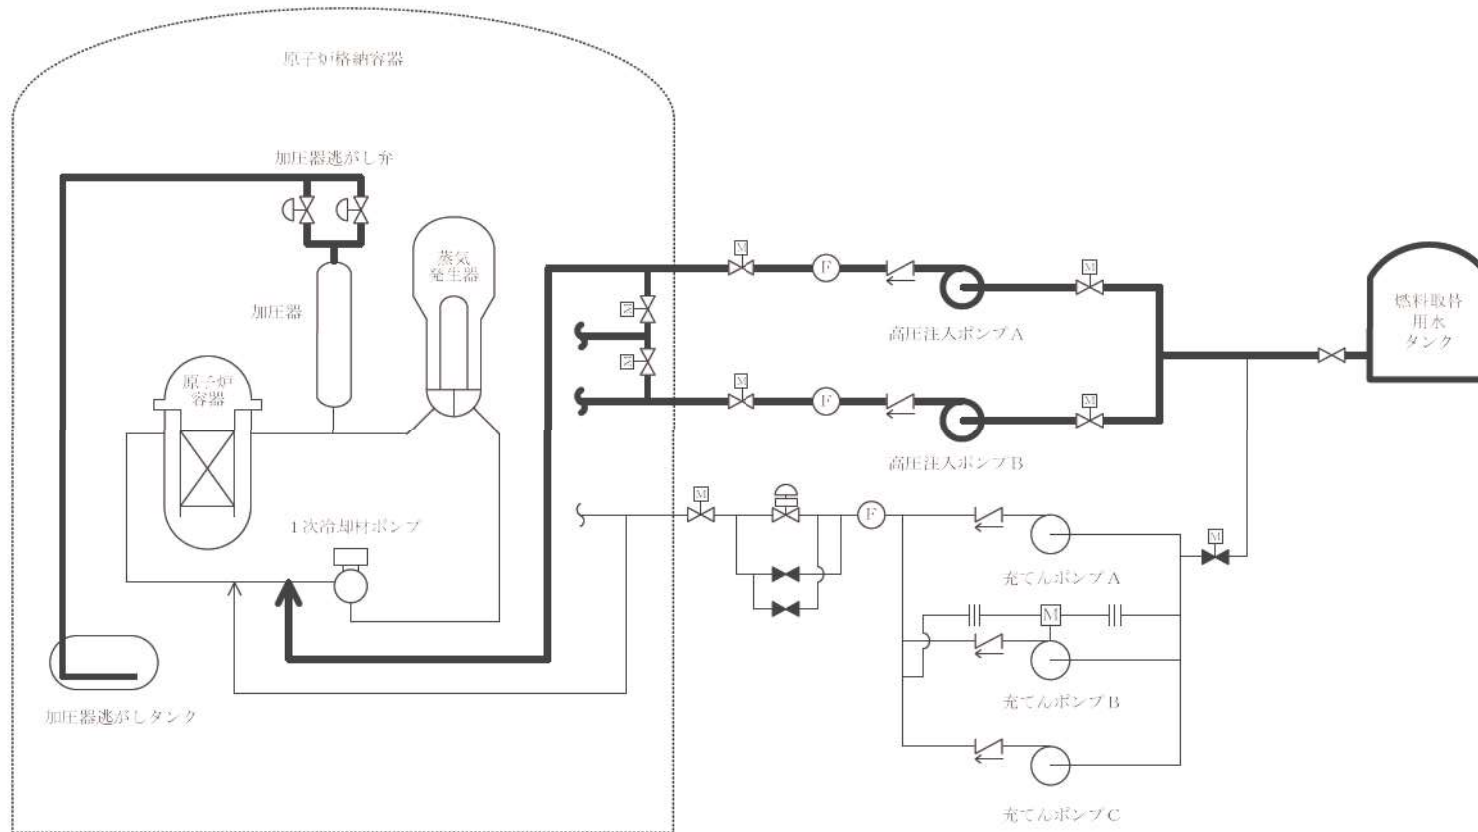 原子炉格納容器
加圧器逃がし弁
蒸気
発生器
加圧器
原子炉
容器
1次冷却材ポンプ
加圧器逃がしタンク
M
F
M
高圧注入ポンプA
M
M
M
F
M
高圧注入ポンプB
燃料取替
用水
タンク
M
F
M
充てんポンプA
M
充てんポンプB
充てんポンプC